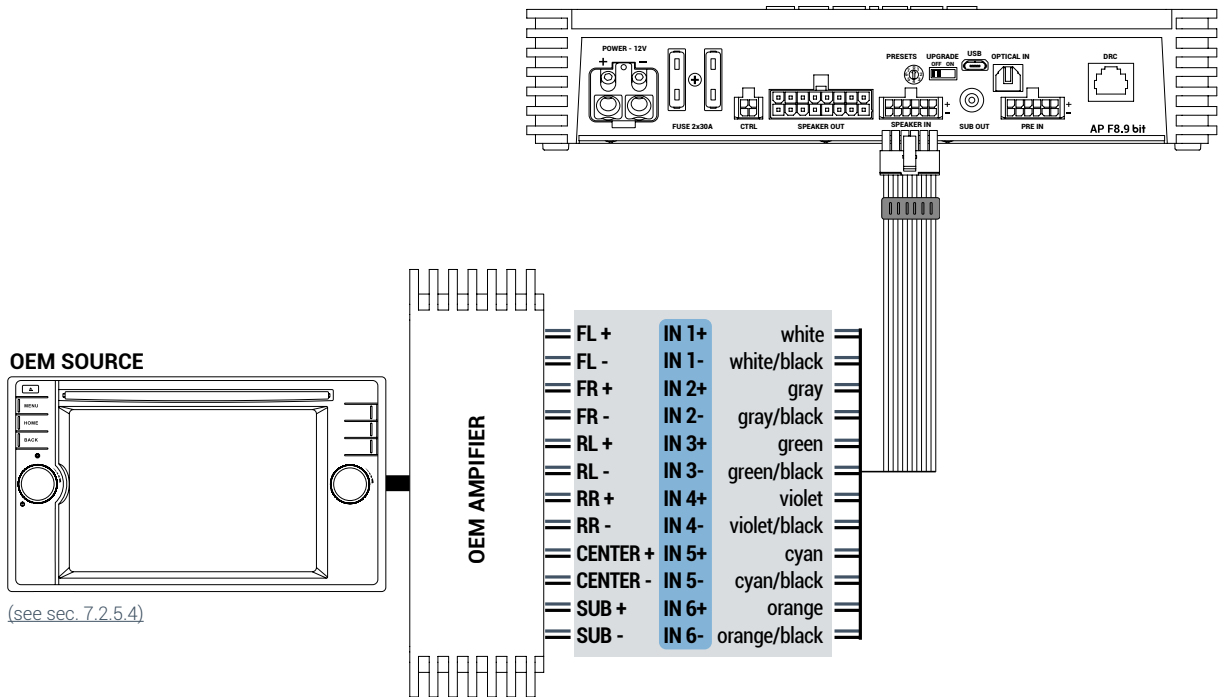 POWER - 12V
+ -
FUSE 2x30A
CTRL
SPEAKER OUT
PRESETS
UPGRADE
OFF ON
USB
OPTICAL IN
DRC
+
-
SPEAKER IN
SUB OUT
+
-
PRE IN
AP F8.9 bit
OEM SOURCE
MENU
HOME
BACK
(see sec. 7.2.5.4)
OEM AMPIFIER
FL + IN 1+ white
FL - IN 1- white/black
FR + IN 2+ gray
FR - IN 2- gray/black
RL + IN 3+ green
RL - IN 3- green/black
RR + IN 4+ violet
RR - IN 4- violet/black
CENTER + IN 5+ cyan
CENTER - IN 5- cyan/black
SUB + IN 6+ orange
SUB - IN 6- orange/black